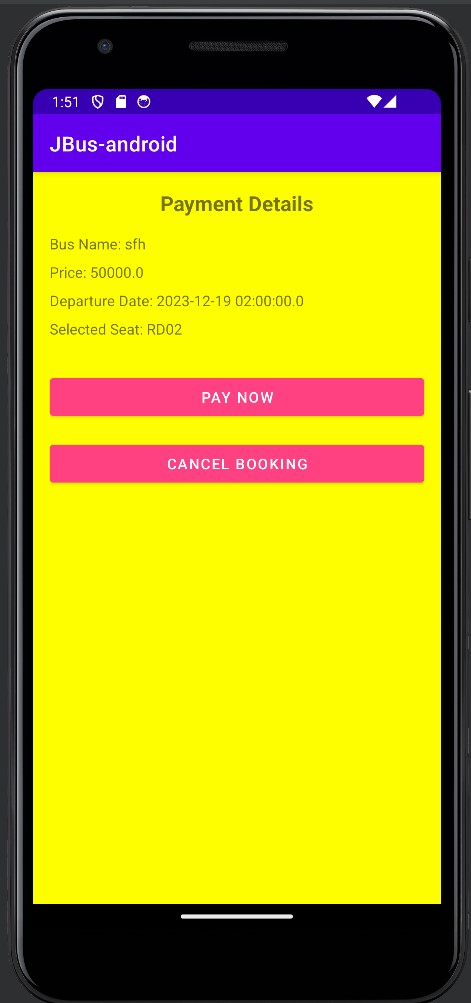 1:51
JBus-android
Payment Details
Bus Name: sfh
Price: 50000.0
Departure Date: 2023-12-19 02:00:00.0
Selected Seat: RD02
PAY NOW
CANCEL BOOKING